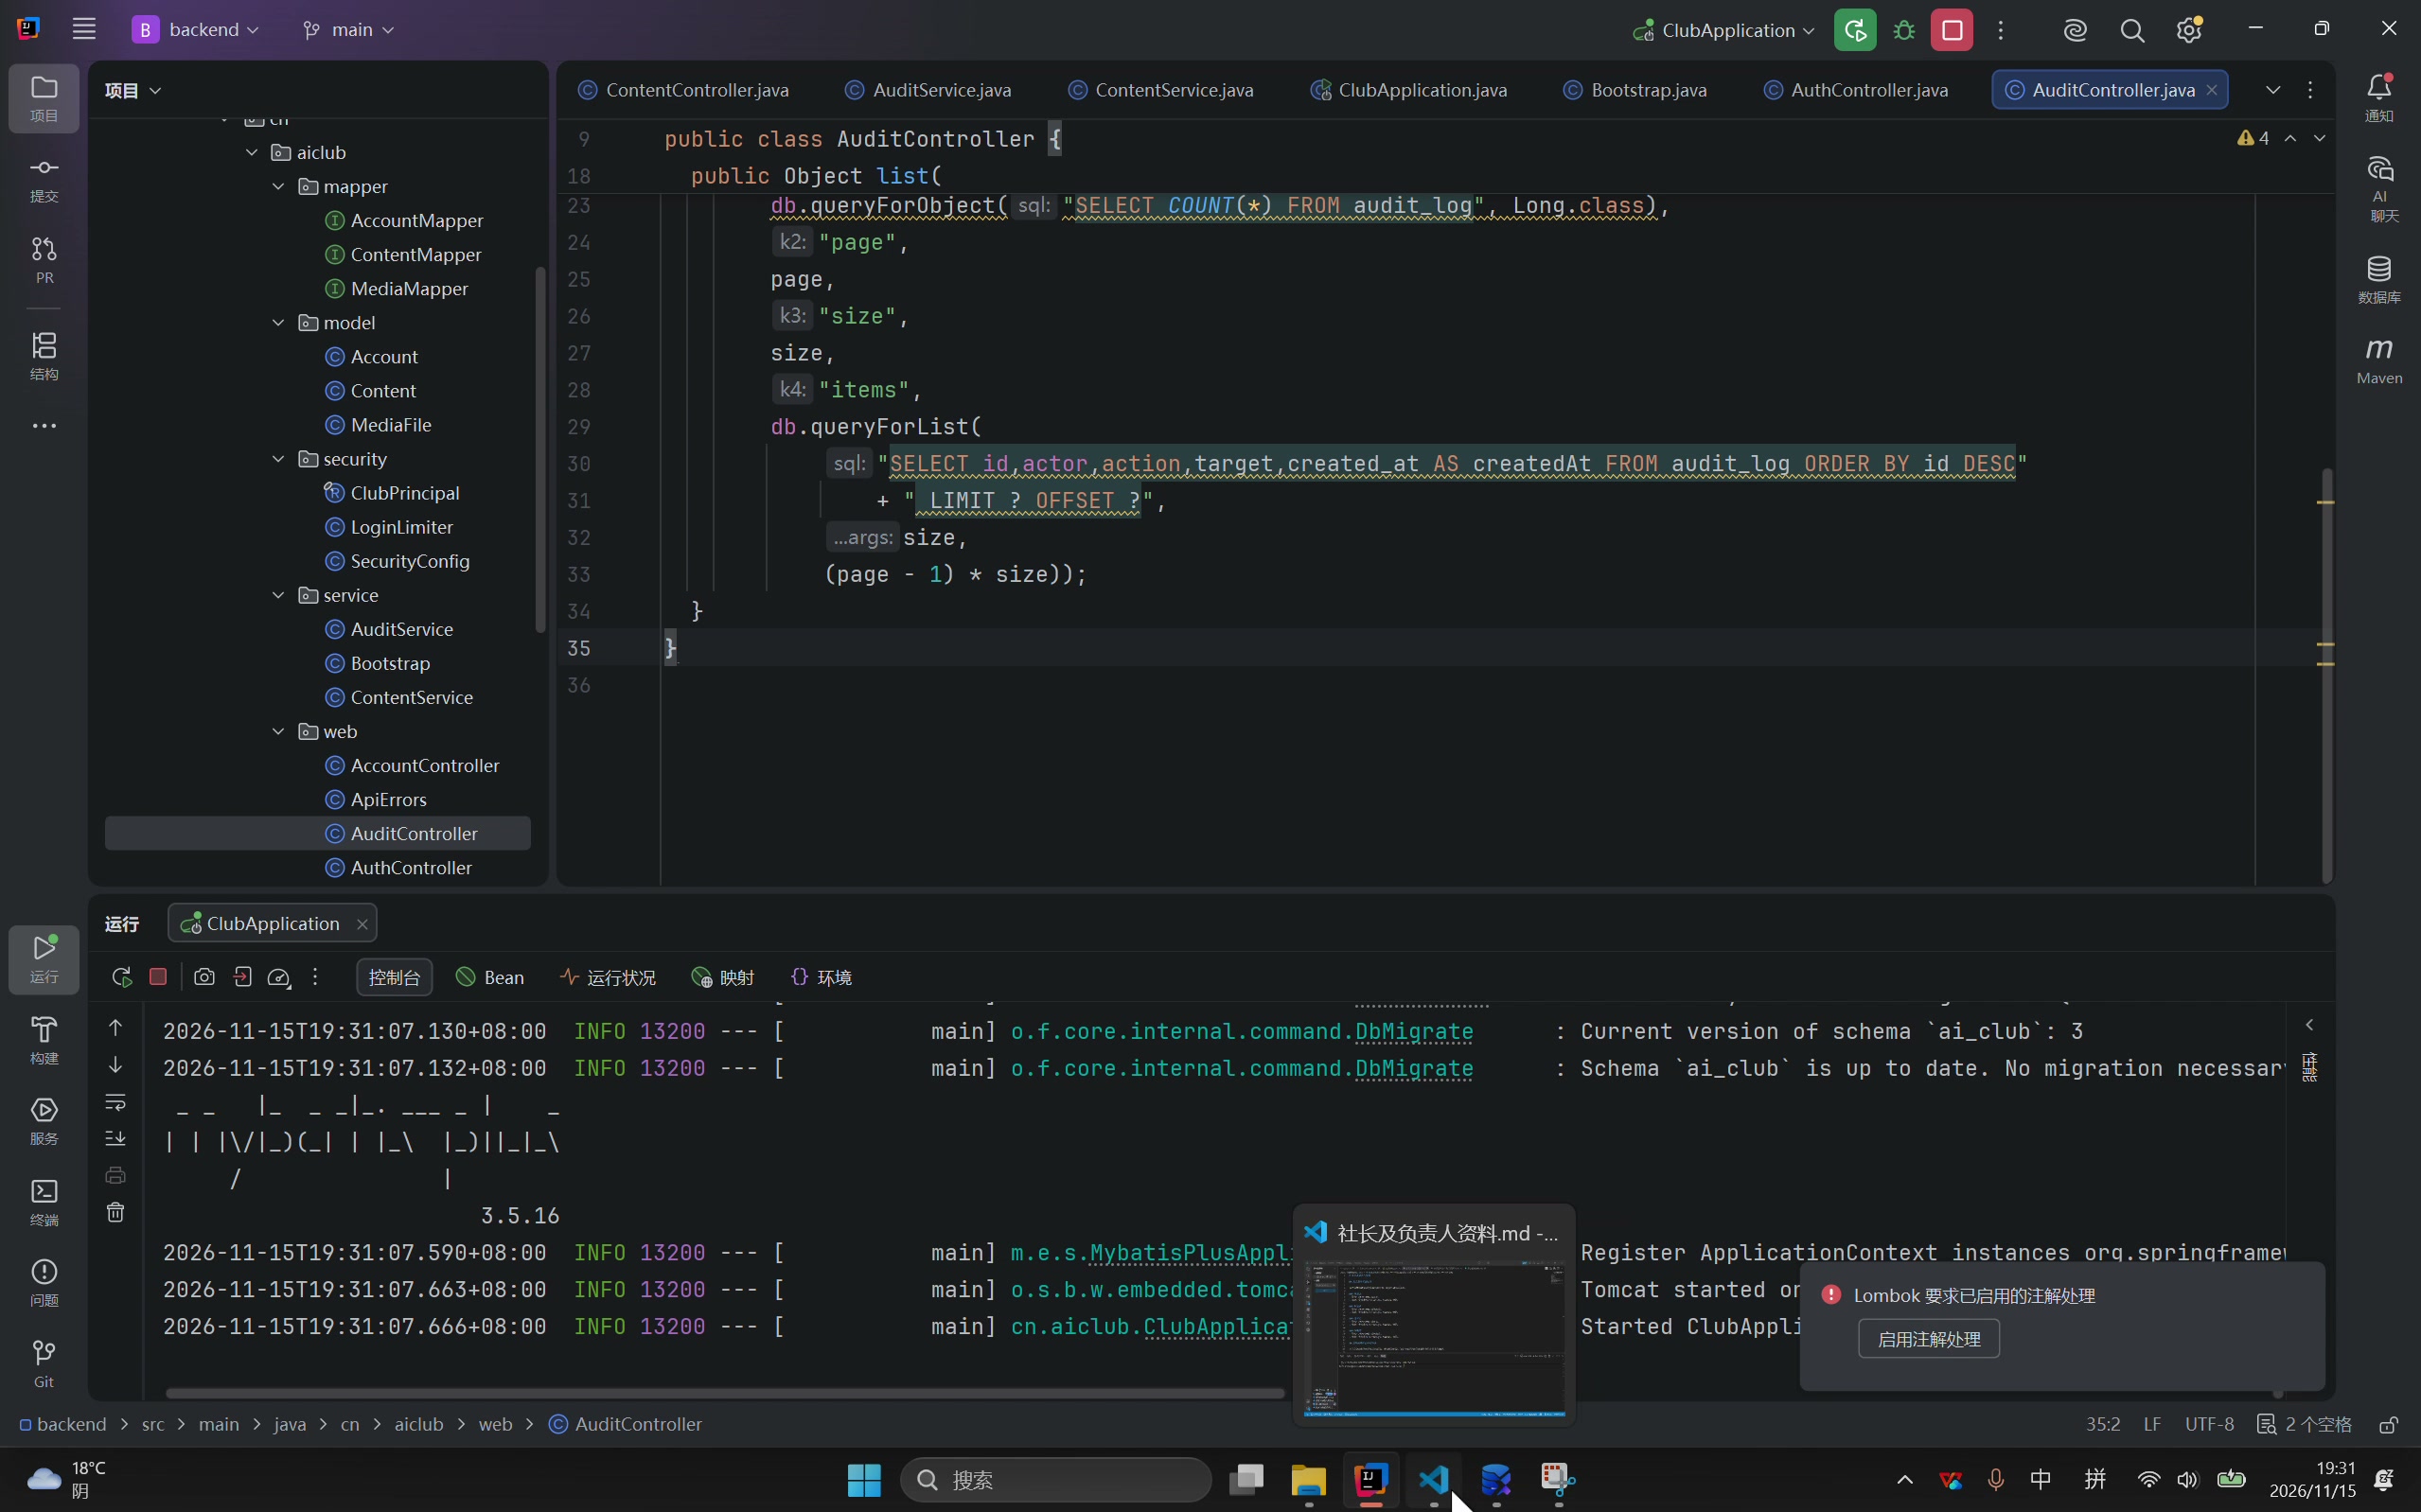 B backend main ClubApplication
项目
ContentController.java AuditService.java ContentService.java ClubApplication.java Bootstrap.java AuthController.java AuditController.java
项目
提交
PR
结构
cn
aiclub
mapper
AccountMapper
ContentMapper
MediaMapper
model
Account
Content
MediaFile
security
ClubPrincipal
LoginLimiter
SecurityConfig
service
AuditService
Bootstrap
ContentService
web
AccountController
ApiErrors
AuditController
AuthController
9 public class AuditController {
18 public Object list(
23 db.queryForObject( sql: "SELECT COUNT(*) FROM audit_log", Long.class),
24 k2: "page",
25 page,
26 k3: "size",
27 size,
28 k4: "items",
29 db.queryForList(
30 sql: "SELECT id,actor,action,target,created_at AS createdAt FROM audit_log ORDER BY id DESC"
31 + " LIMIT ? OFFSET ?",
32 ...args: size,
33 (page - 1) * size));
34 }
35 }
36
4
通知
AI
聊天
数据库
m
Maven
运行 ClubApplication
控制台 Bean 运行状况 映射 环境
运行
构建
服务
终端
问题
Git
2026-11-15T19:31:07.130+08:00 INFO 13200 --- [ main] o.f.core.internal.command.DbMigrate : Current version of schema `ai_club`: 3
2026-11-15T19:31:07.132+08:00 INFO 13200 --- [ main] o.f.core.internal.command.DbMigrate : Schema `ai_club` is up to date. No migration necessar
_ _ |_ _ _|_. ___ _ | _
| | |\/|_)(_| | |_\ |_)||_|_\
/ |
3.5.16
2026-11-15T19:31:07.590+08:00 INFO 13200 --- [ main] m.e.s.MybatisPlusAppli Register ApplicationContext instances org.springframe
2026-11-15T19:31:07.663+08:00 INFO 13200 --- [ main] o.s.b.w.embedded.tomc Tomcat started or
2026-11-15T19:31:07.666+08:00 INFO 13200 --- [ main] cn.aiclub.ClubApplica Started ClubAppli
性能
社长及负责人资料.md -...
Lombok 要求已启用的注解处理
启用注解处理
backend > src > main > java > cn > aiclub > web > AuditController
35:2 LF UTF-8 2 个空格
18°C
阴
搜索
中 拼
19:31
2026/11/15